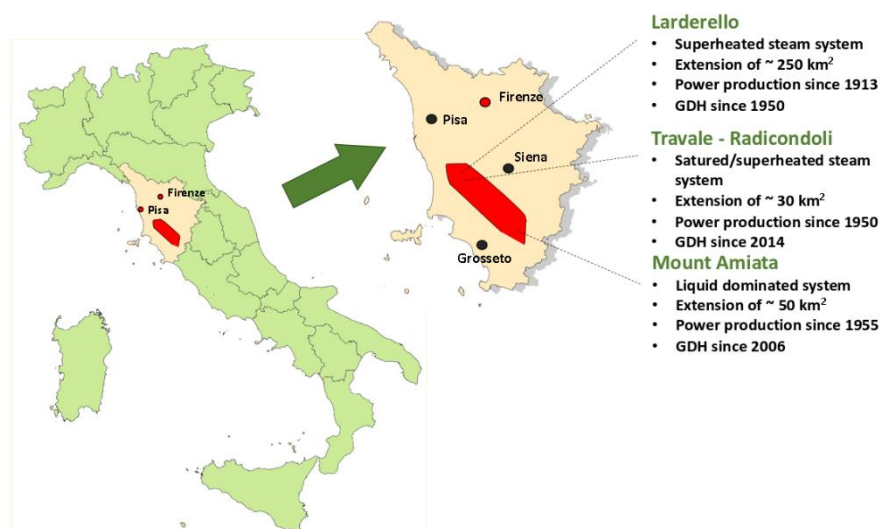 Firenze
Pisa
Firenze
Pisa
Siena
Grosseto
Larderello
• Superheated steam system
• Extension of ~ 250 km²
• Power production since 1913
• GDH since 1950
Travale - Radicondoli
• Satured/superheated steam
system
• Extension of ~ 30 km²
• Power production since 1950
• GDH since 2014
Mount Amiata
• Liquid dominated system
• Extension of ~ 50 km²
• Power production since 1955
• GDH since 2006